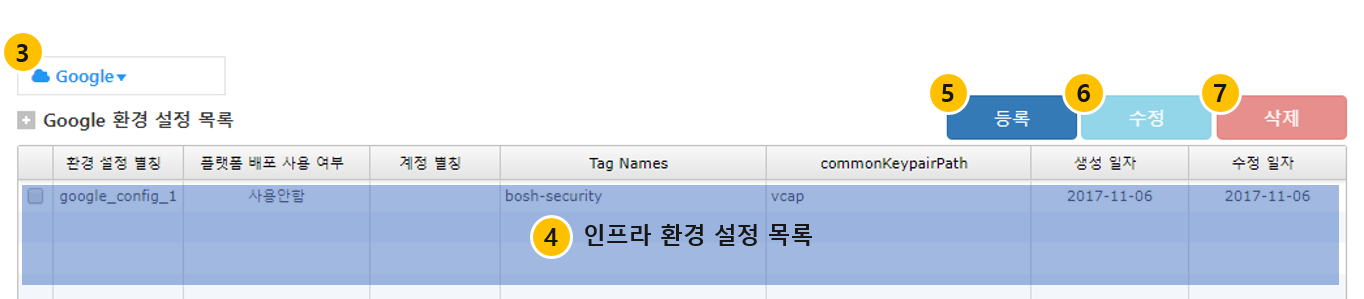 3
Google
Google 환경 설정 목록
5 등록 6 수정 7 삭제
환경 설정 별칭 플랫폼 배포 사용 여부 계정 별칭 Tag Names commonKeypairPath 생성 일자 수정 일자
google_config_1 사용안함 bosh-security vcap 2017-11-06 2017-11-06
4 인프라 환경 설정 목록